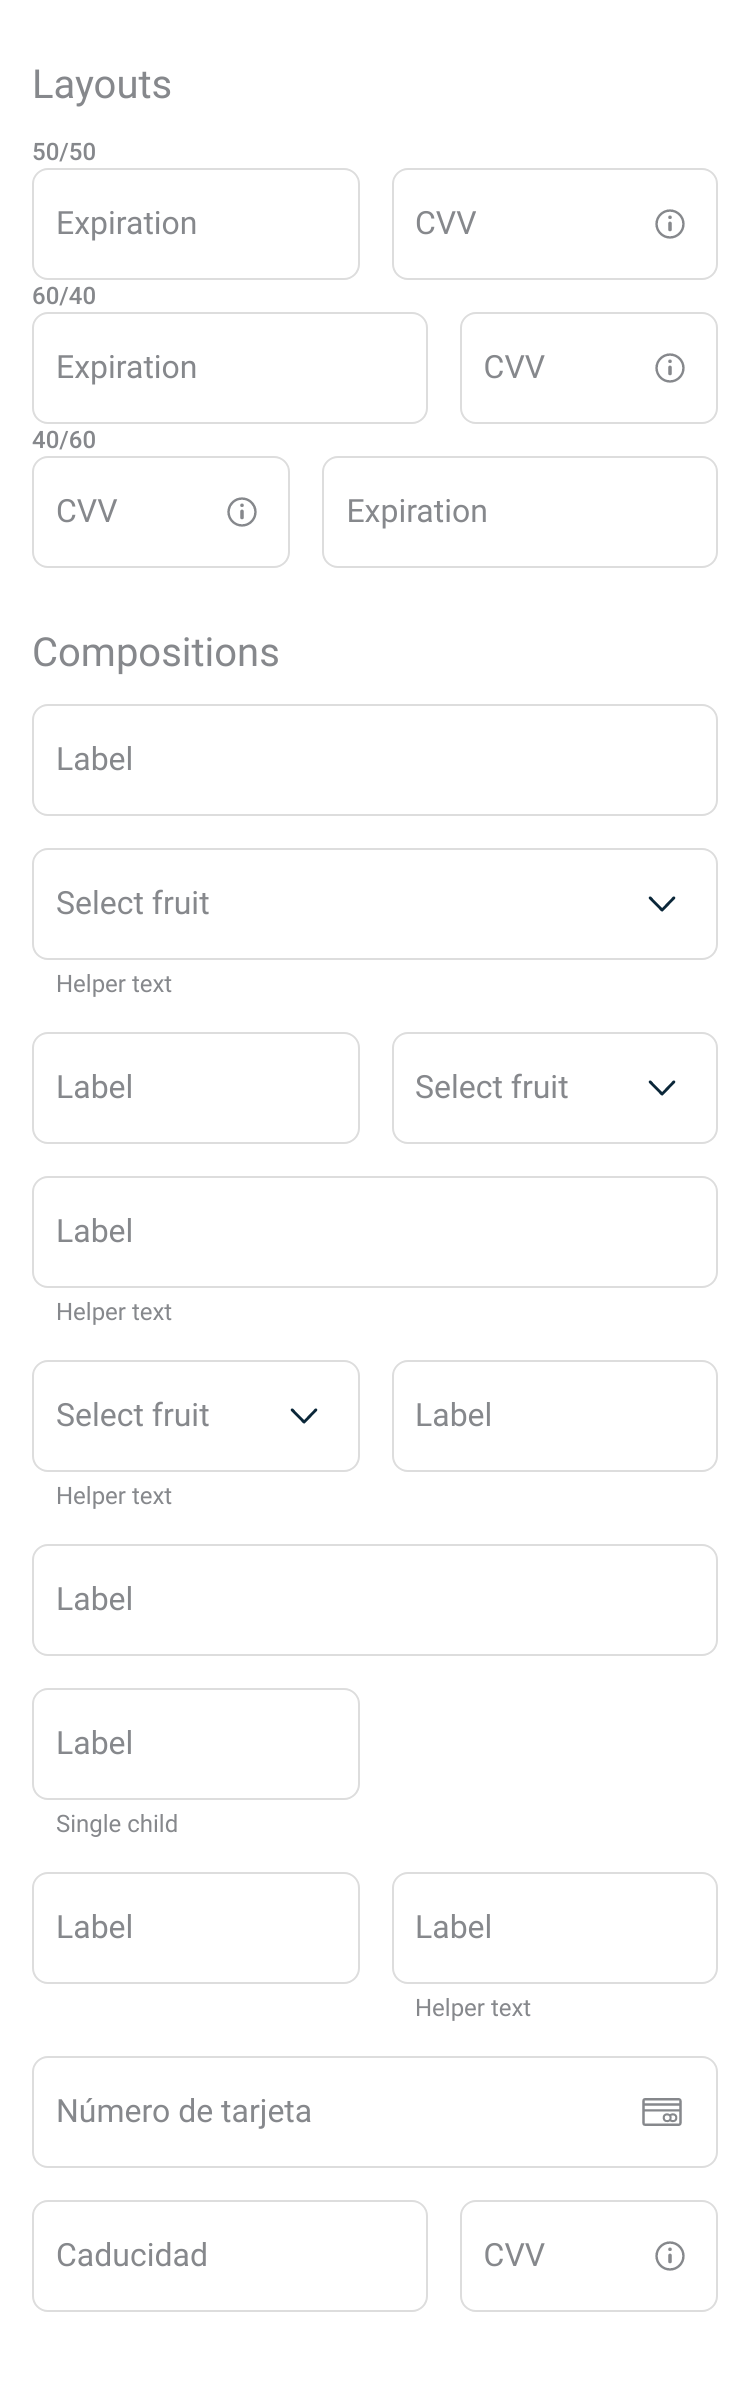 Layouts
50/50
Expiration CVV
60/40
Expiration CVV
40/60
CVV Expiration
Compositions
Label
Select fruit
Helper text
Label Select fruit
Label
Helper text
Select fruit Label
Helper text
Label
Label
Single child
Label Label
Helper text
Número de tarjeta
Caducidad CVV